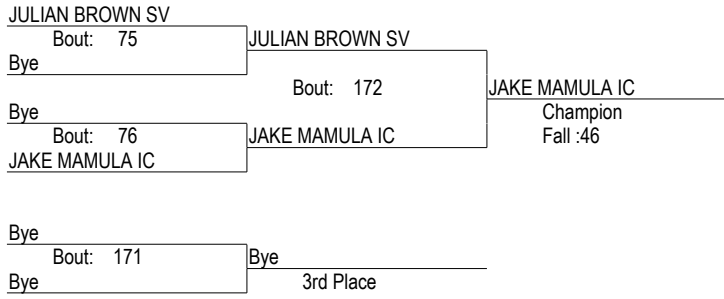 JULIAN BROWN SV
Bout: 75
JULIAN BROWN SV
Bye
Bout: 172
JAKE MAMULA IC
Bye
Champion
Bout: 76
JAKE MAMULA IC
Fall :46
JAKE MAMULA IC
Bye
Bout: 171
Bye
Bye
3rd Place